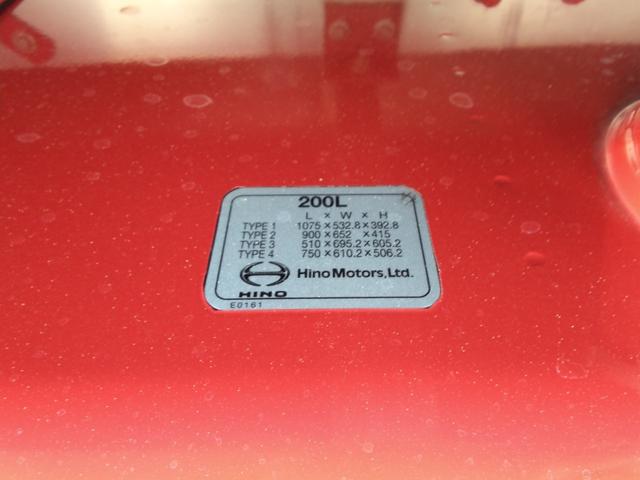 200L
L × W × H
TYPE 1 1075×532.8×392.8
TYPE 2 900×652 ×415
TYPE 3 510×695.2×605.2
TYPE 4 750×610.2×506.2
HINO
Hino Motors, Ltd.
E0161